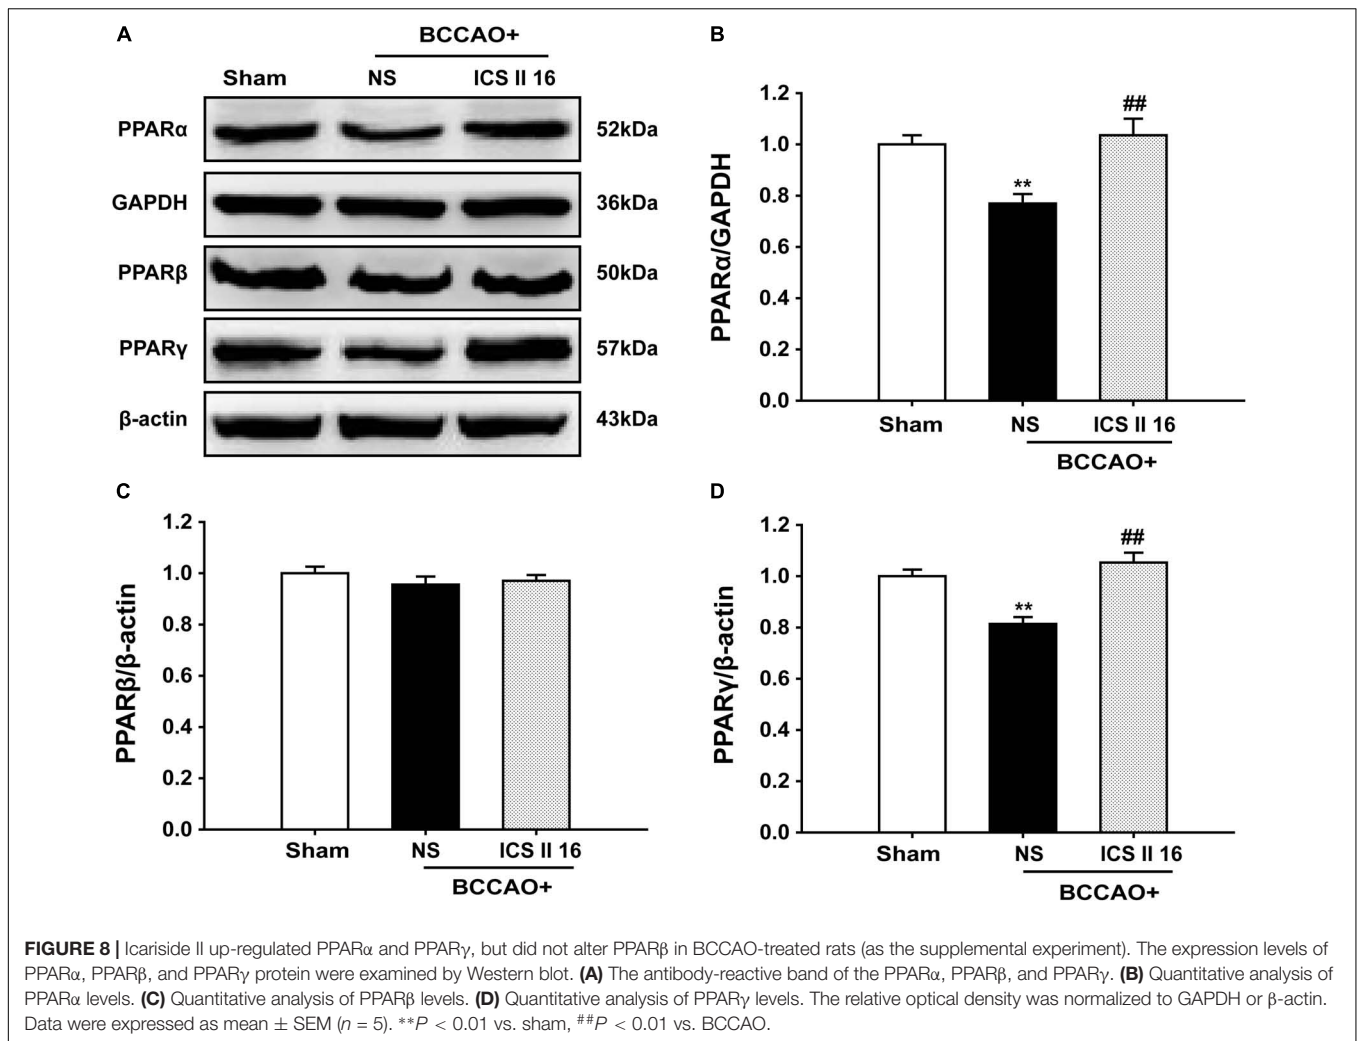 A
BCCAO+
Sham NS ICS II 16
PPARα 52kDa
GAPDH 36kDa
PPARβ 50kDa
PPARγ 57kDa
β-actin 43kDa
B
PPARα/GAPDH
1.2
1.0
0.8
0.6
0.4
0.2
0.0
**
##
Sham NS ICS II 16
BCCAO+
C
PPARβ/β-actin
1.2
1.0
0.8
0.6
0.4
0.2
0.0
Sham NS ICS II 16
BCCAO+
D
PPARγ/β-actin
1.2
1.0
0.8
0.6
0.4
0.2
0.0
**
##
Sham NS ICS II 16
BCCAO+
FIGURE 8 | Icariside II up-regulated PPARα and PPARγ, but did not alter PPARβ in BCCAO-treated rats (as the supplemental experiment). The expression levels of
PPARα, PPARβ, and PPARγ protein were examined by Western blot. (A) The antibody-reactive band of the PPARα, PPARβ, and PPARγ. (B) Quantitative analysis of
PPARα levels. (C) Quantitative analysis of PPARβ levels. (D) Quantitative analysis of PPARγ levels. The relative optical density was normalized to GAPDH or β-actin.
Data were expressed as mean ± SEM (n = 5). **P < 0.01 vs. sham, ##P < 0.01 vs. BCCAO.